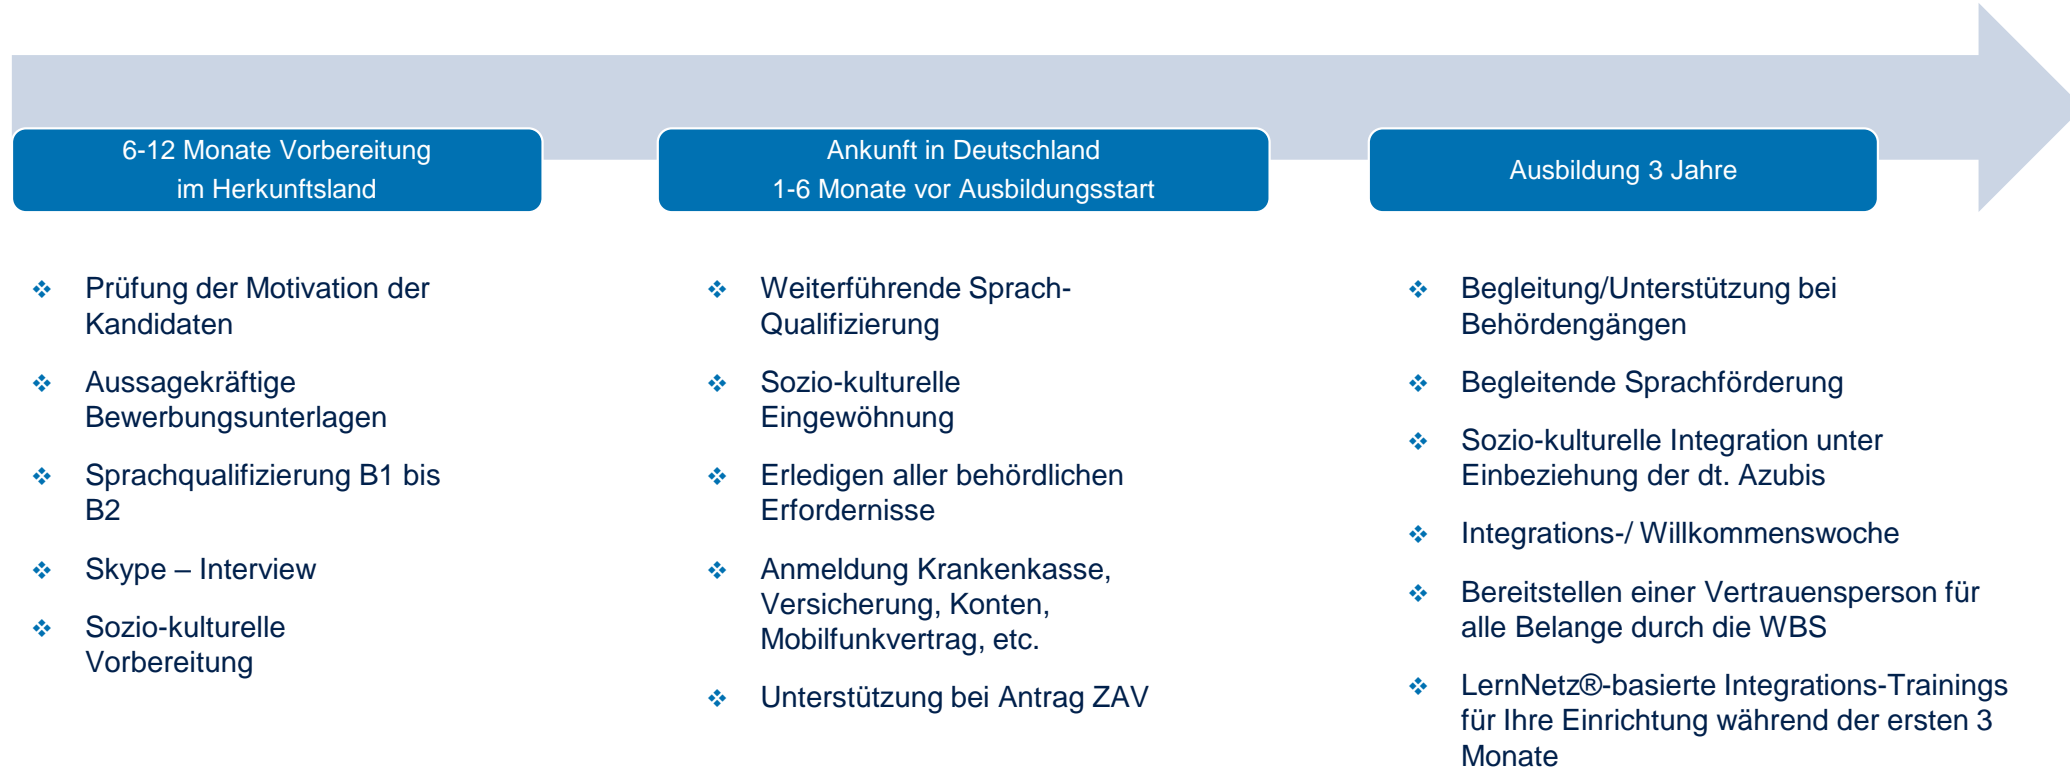 6-12 Monate Vorbereitung
im Herkunftsland
Ankunft in Deutschland
1-6 Monate vor Ausbildungsstart
Ausbildung 3 Jahre
Prüfung der Motivation der
Kandidaten
Aussagekräftige
Bewerbungsunterlagen
Sprachqualifizierung B1 bis
B2
Skype – Interview
Sozio-kulturelle
Vorbereitung
Weiterführende Sprach-
Qualifizierung
Sozio-kulturelle
Eingewöhnung
Erledigen aller behördlichen
Erfordernisse
Anmeldung Krankenkasse,
Versicherung, Konten,
Mobilfunkvertrag, etc.
Unterstützung bei Antrag ZAV
Begleitung/Unterstützung bei
Behördengängen
Begleitende Sprachförderung
Sozio-kulturelle Integration unter
Einbeziehung der dt. Azubis
Integrations-/ Willkommenswoche
Bereitstellen einer Vertrauensperson für
alle Belange durch die WBS
LernNetz®-basierte Integrations-Trainings
für Ihre Einrichtung während der ersten 3
Monate